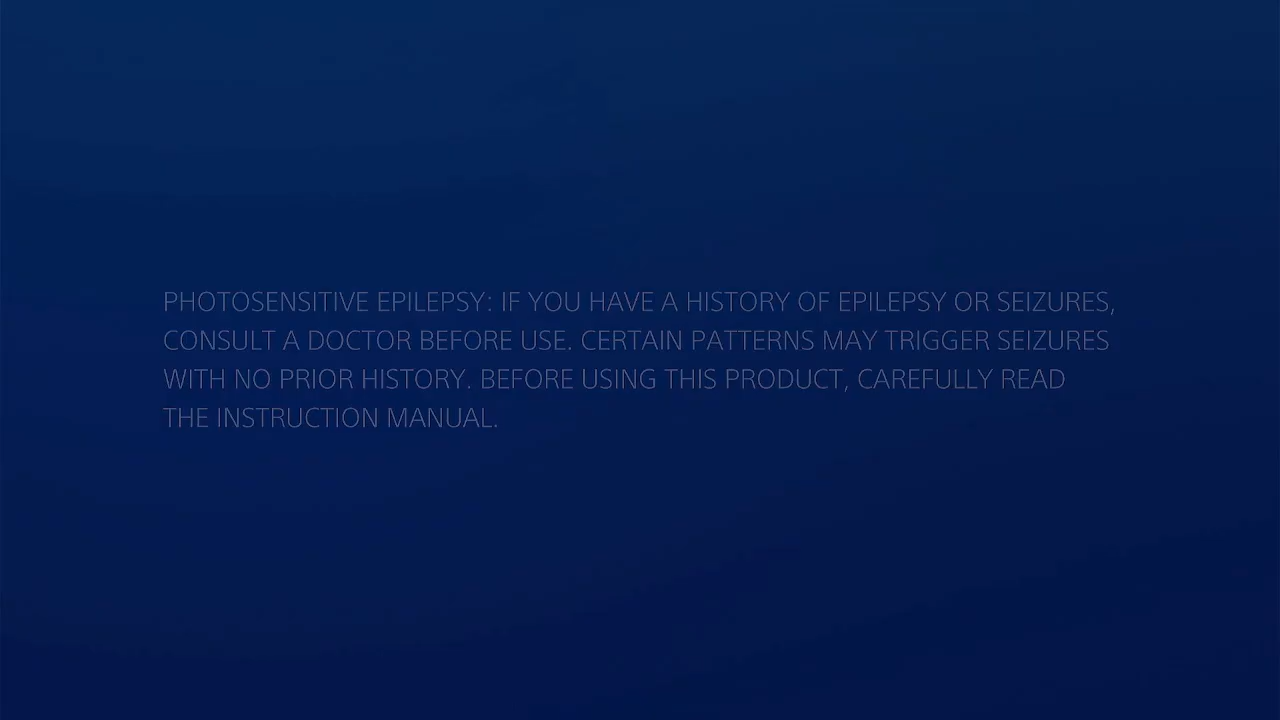 PHOTOSENSITIVE EPILEPSY: IF YOU HAVE A HISTORY OF EPILEPSY OR SEIZURES,
CONSULT A DOCTOR BEFORE USE. CERTAIN PATTERNS MAY TRIGGER SEIZURES
WITH NO PRIOR HISTORY. BEFORE USING THIS PRODUCT, CAREFULLY READ
THE INSTRUCTION MANUAL.